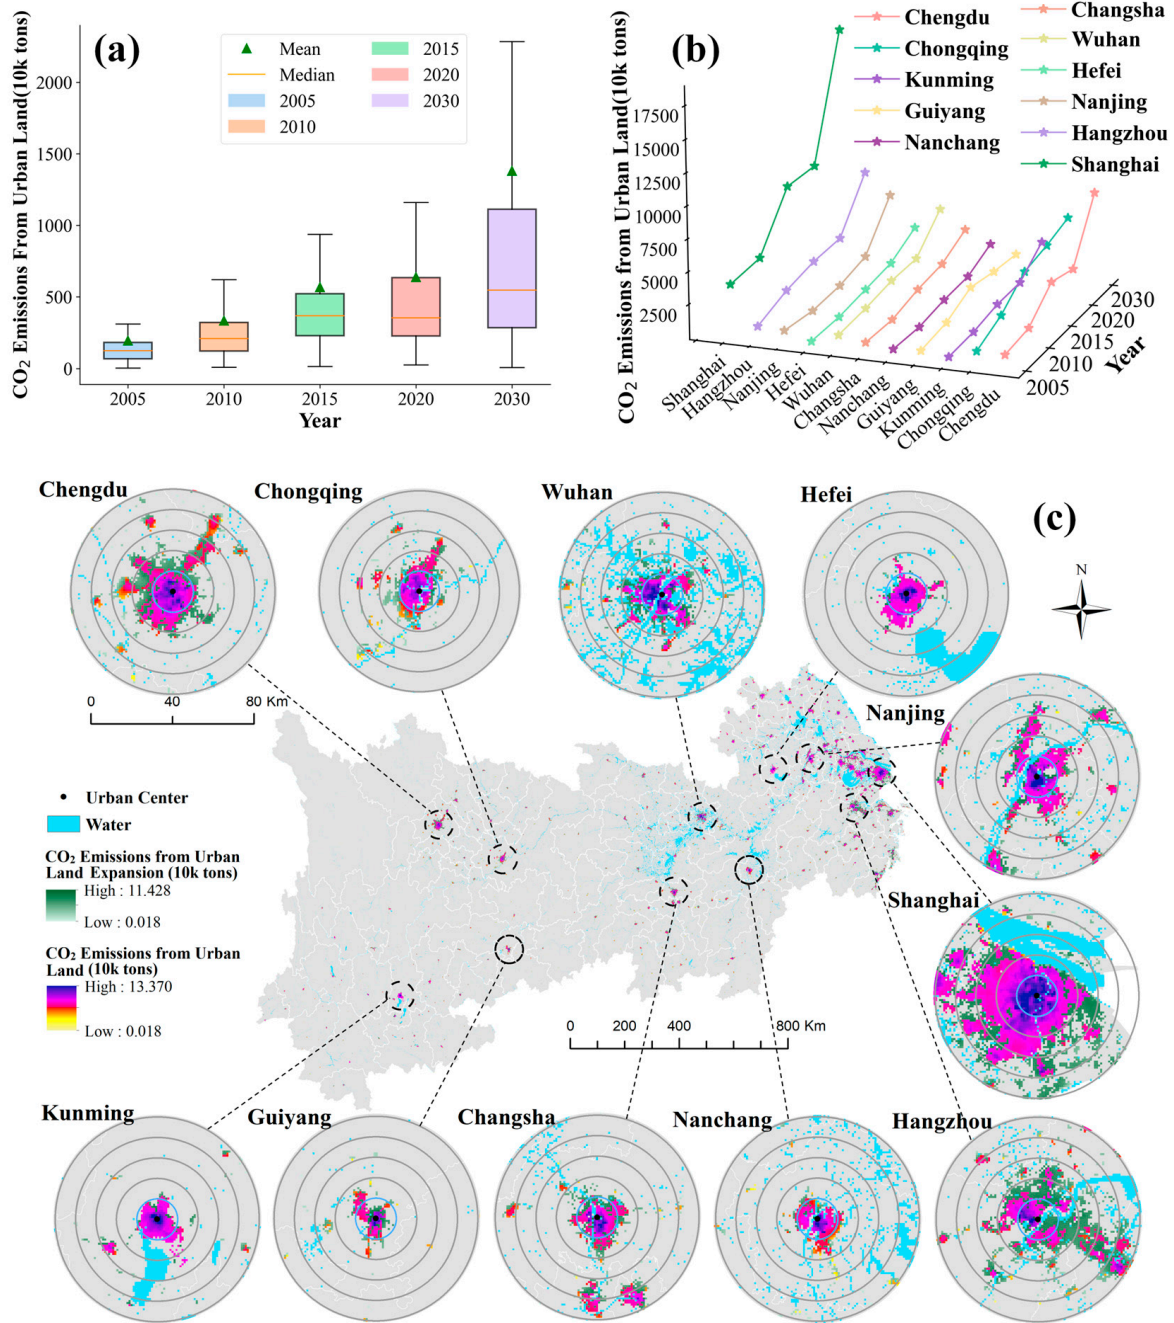 (a)
CO2 Emissions From Urban Land(10k tons)
2000
1500
1000
500
0
Mean
Median
2005
2010
2015
2020
2030
2005
2010
2015
2020
2030
Year
(b)
CO2 Emissions from Urban Land(10k tons)
17500
15000
12500
10000
7500
5000
2500
Chengdu
Chongqing
Kunming
Guiyang
Nanchang
Changsha
Wuhan
Hefei
Nanjing
Hangzhou
Shanghai
Shanghai
Hangzhou
Nanjing
Hefei
Wuhan
Changsha
Nanchang
Guiyang
Kunming
Chongqing
Chengdu
2030
2020
2015
2010
2005
Year
(c)
Chengdu
Chongqing
Wuhan
Hefei
N
0 40 80 Km
Nanjing
Urban Center
Water
CO2 Emissions from Urban
Land Expansion (10k tons)
High : 11.428
Low : 0.018
CO2 Emissions from Urban
Land (10k tons)
High : 13.370
Low : 0.018
Shanghai
0 200 400 800 Km
Kunming
Guiyang
Changsha
Nanchang
Hangzhou